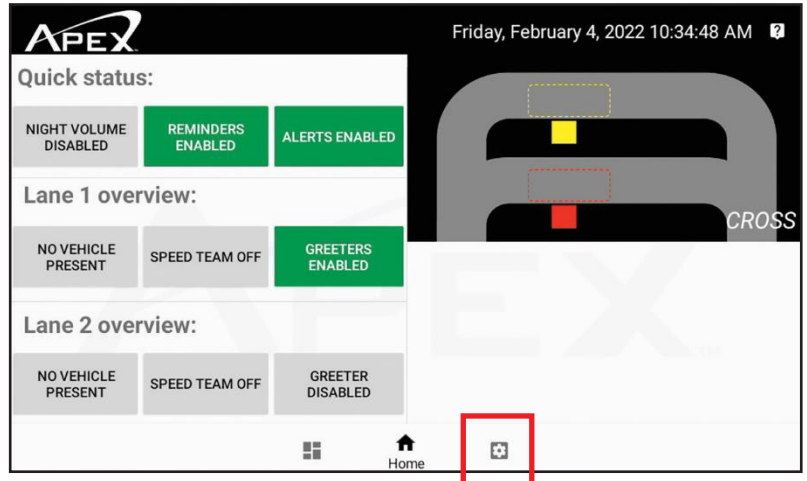 APEX
Friday, February 4, 2022 10:34:48 AM
?
Quick status:
NIGHT VOLUME
DISABLED
REMINDERS
ENABLED
ALERTS ENABLED
Lane 1 overview:
NO VEHICLE
PRESENT
SPEED TEAM OFF
GREETERS
ENABLED
Lane 2 overview:
NO VEHICLE
PRESENT
SPEED TEAM OFF
GREETER
DISABLED
CROSS
APEX
Home